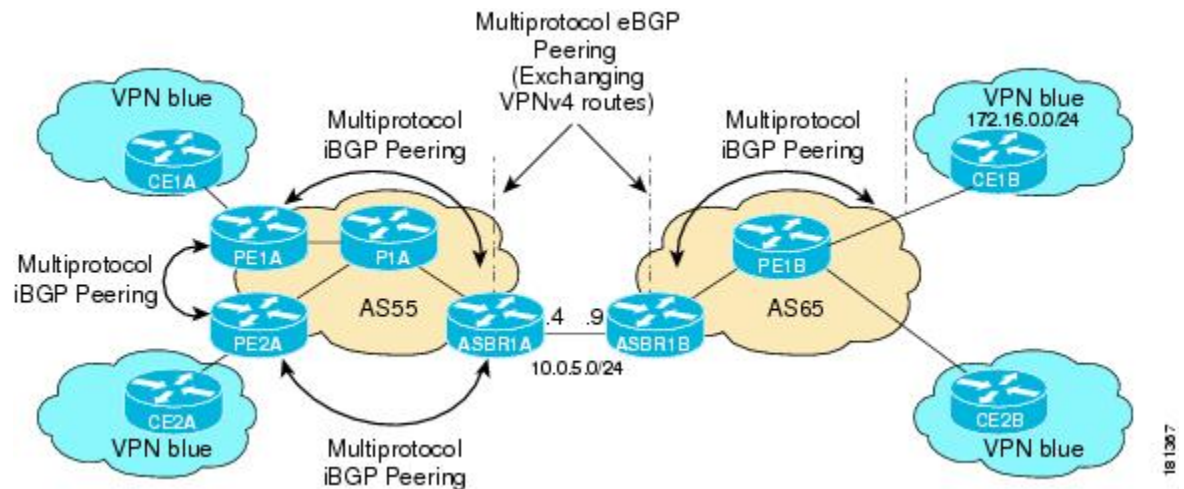 Multiprotocol eBGP
Peering
(Exchanging
VPNv4 routes)
VPN blue
CE1A
Multiprotocol
iBGP Peering
Multiprotocol
iBGP Peering
VPN blue
172.16.0.0/24
CE1B
PE1A
P1A
PE1B
Multiprotocol
iBGP Peering
AS55
AS65
PE2A
ASBR1A
.4
.9
ASBR1B
10.0.5.0/24
CE2A
VPN blue
CE2B
VPN blue
Multiprotocol
iBGP Peering
181367